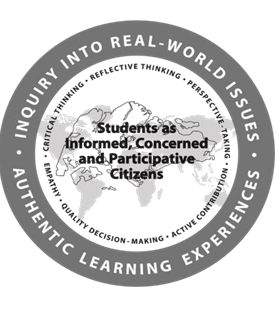 • INQUIRY INTO REAL-WORLD ISSUES •
AUTHENTIC LEARNING EXPERIENCES
• CRITICAL THINKING • REFLECTIVE THINKING • PERSPECTIVE-TAKING •
EMPATHY • QUALITY DECISION-MAKING • ACTIVE CONTRIBUTION
Students as
Informed, Concerned
and Participative
Citizens